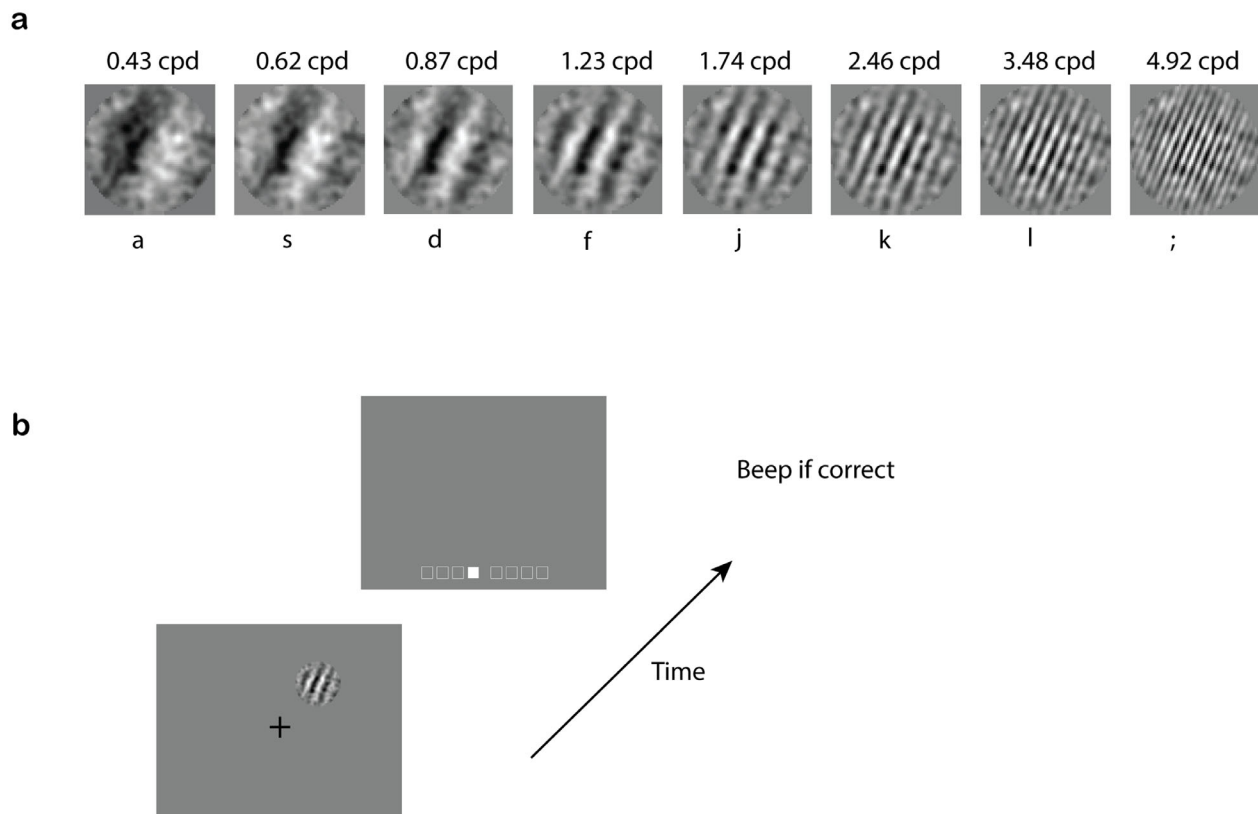 a
0.43 cpd 0.62 cpd 0.87 cpd 1.23 cpd 1.74 cpd 2.46 cpd 3.48 cpd 4.92 cpd
a s d f j k l ;
b
Beep if correct
Time